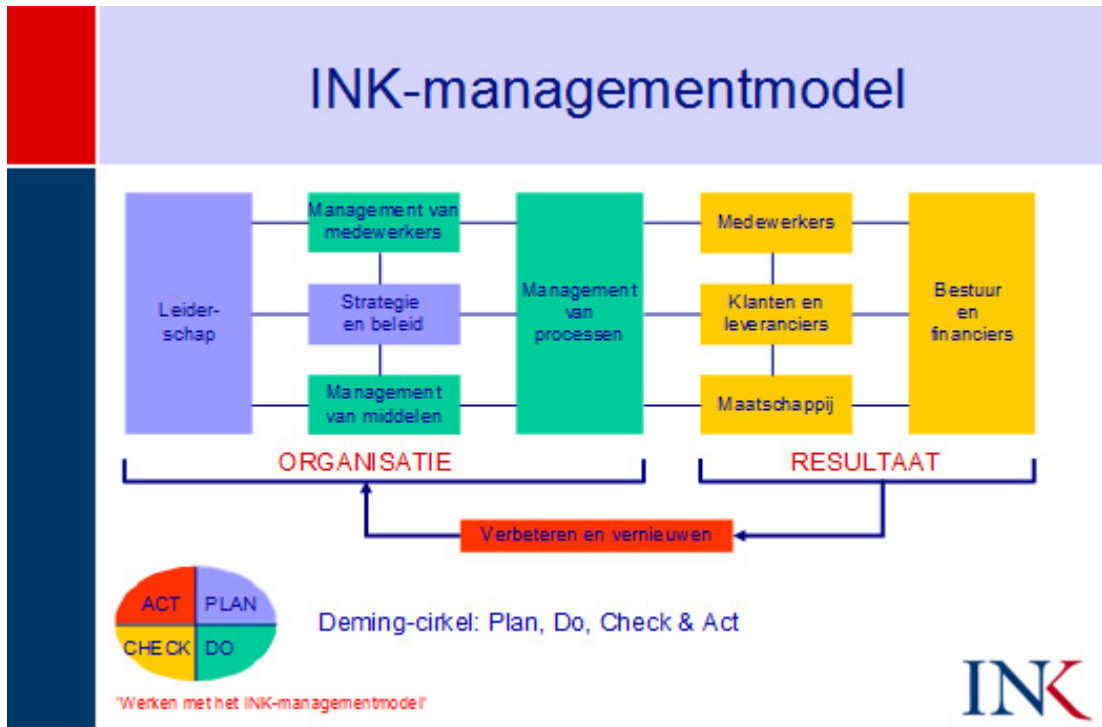 INK-managementmodel
Leider-
schap
Management van
medewerkers
Strategie
en beleid
Management
van middelen
Management
van
processen
Medewerkers
Klanten en
leveranciers
Maatschappij
Bestuur
en
financiers
ORGANISATIE
RESULTAAT
Verbeteren en vernieuwen
ACT
PLAN
CHECK
DO
Deming-cirkel: Plan, Do, Check & Act
"Werken met het INK-managementmodel"
INK